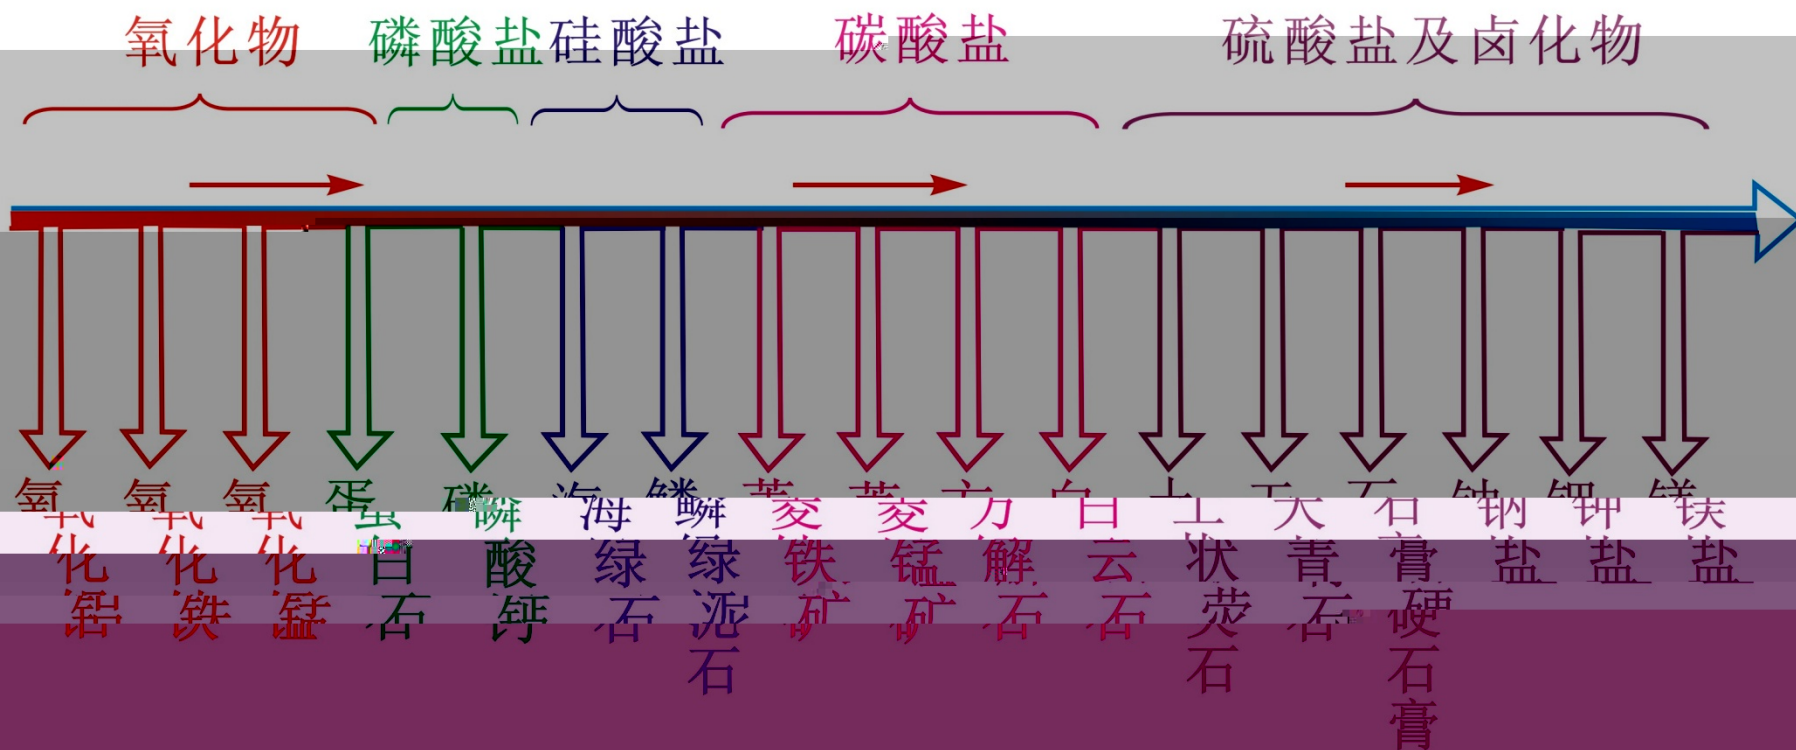 氧化物
磷酸盐
硅酸盐
碳酸盐
硫酸盐及卤化物
氧化铝
氧化铁
氧化锰
蛋白石
磷酸钙
海绿石
鳞绿泥石
菱铁矿
菱锰矿
方解石
白云石
土状荧石
天青石
石膏硬石膏
钠盐
钾盐
镁盐